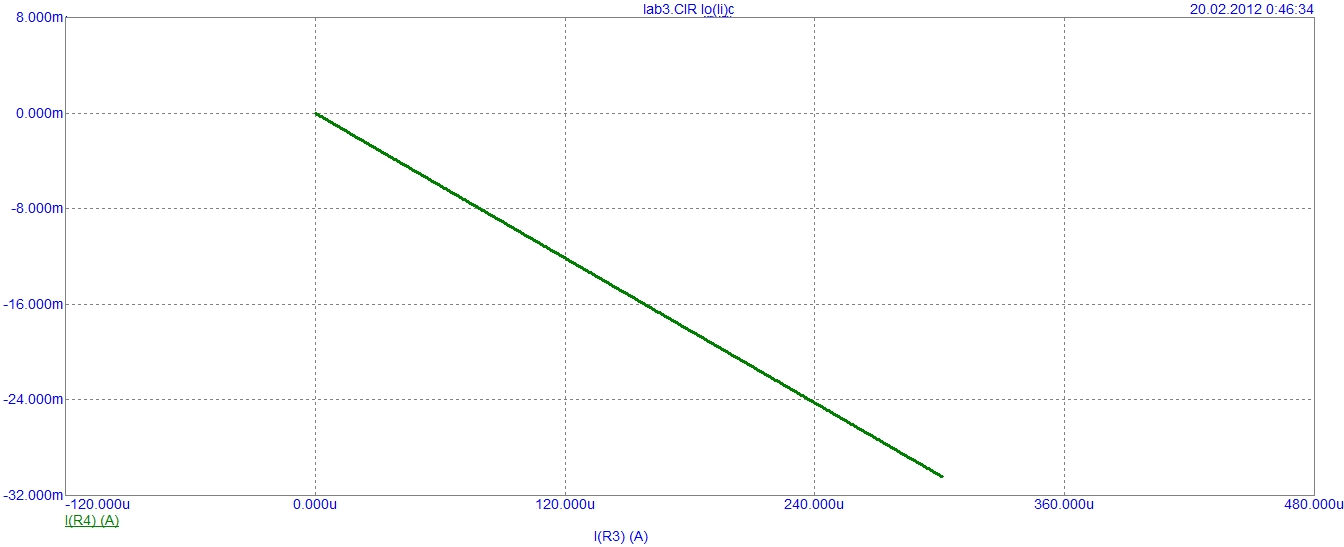 lab3.CIR Io(Ii)c
20.02.2012 0:46:34
8.000m
0.000m
-8.000m
-16.000m
-24.000m
-32.000m
-120.000u 0.000u 120.000u 240.000u 360.000u 480.000u
I(R4) (A)
I(R3) (A)